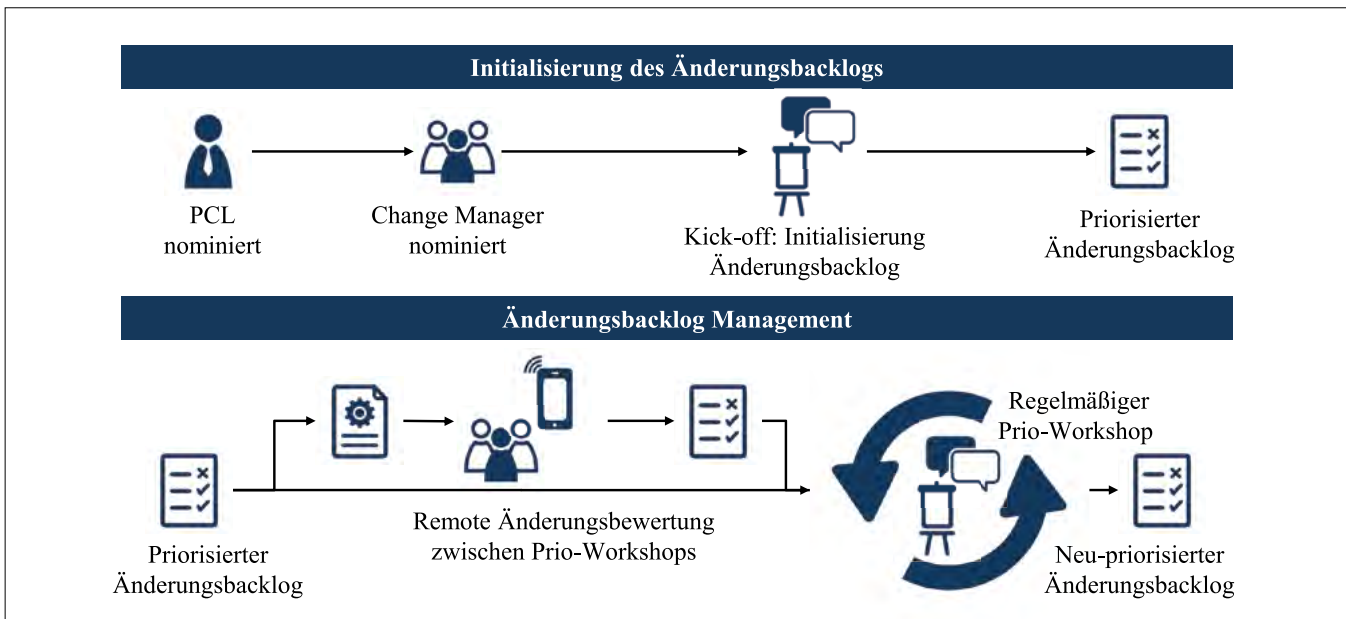 Initialisierung des Änderungsbacklogs
PCL
nominiert
Change Manager
nominiert
Kick-off: Initialisierung
Änderungsbacklog
Priorisierter
Änderungsbacklog
Änderungsbacklog Management
Priorisierter
Änderungsbacklog
Remote Änderungsbewertung
zwischen Prio-Workshops
Regelmäßiger
Prio-Workshop
Neu-priorisierter
Änderungsbacklog